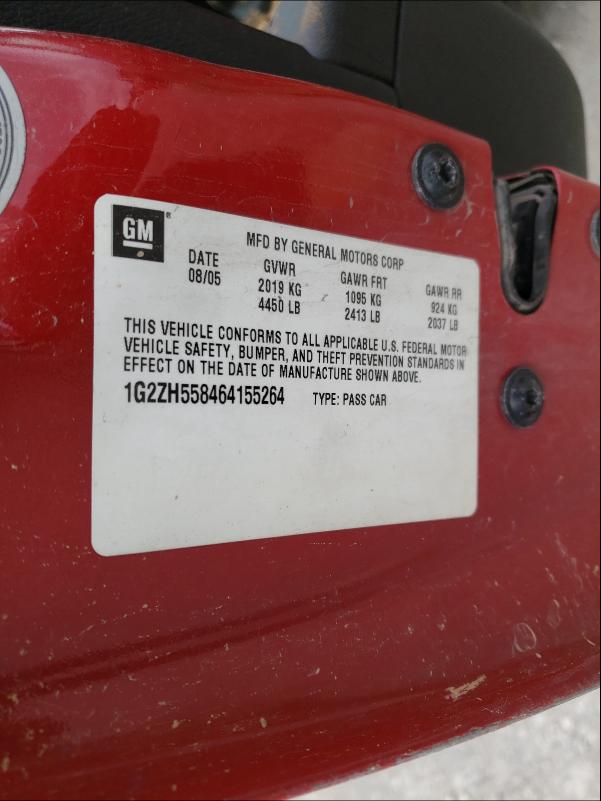 GM
MFD BY GENERAL MOTORS CORP
DATE GVWR GAWR FRT GAWR RR
08/05 2019 KG 1095 KG 924 KG
4450 LB 2413 LB 2037 LB
THIS VEHICLE CONFORMS TO ALL APPLICABLE U.S. FEDERAL MOTOR
VEHICLE SAFETY, BUMPER, AND THEFT PREVENTION STANDARDS IN
EFFECT ON THE DATE OF MANUFACTURE SHOWN ABOVE.
1G2ZH558464155264 TYPE: PASS CAR